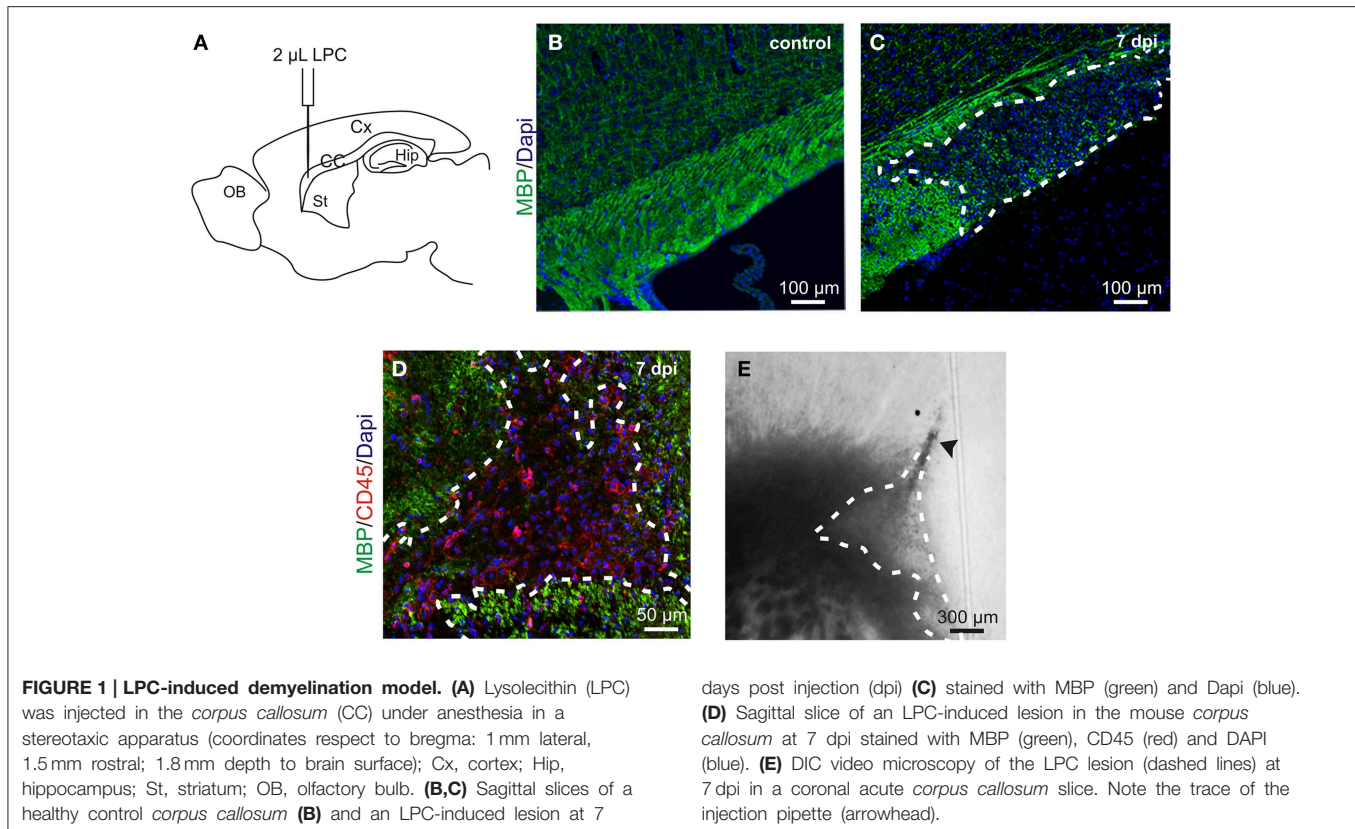 A
2 µL LPC
Cx
CC
Hip
OB
St
B
control
MBP/Dapi
100 µm
C
7 dpi
100 µm
D
7 dpi
MBP/CD45/Dapi
50 µm
E
300 µm
FIGURE 1 | LPC-induced demyelination model. (A) Lysolecithin (LPC)
was injected in the corpus callosum (CC) under anesthesia in a
stereotaxic apparatus (coordinates respect to bregma: 1 mm lateral,
1.5 mm rostral; 1.8 mm depth to brain surface); Cx, cortex; Hip,
hippocampus; St, striatum; OB, olfactory bulb. (B,C) Sagittal slices of a
healthy control corpus callosum (B) and an LPC-induced lesion at 7
days post injection (dpi) (C) stained with MBP (green) and Dapi (blue).
(D) Sagittal slice of an LPC-induced lesion in the mouse corpus
callosum at 7 dpi stained with MBP (green), CD45 (red) and DAPI
(blue). (E) DIC video microscopy of the LPC lesion (dashed lines) at
7 dpi in a coronal acute corpus callosum slice. Note the trace of the
injection pipette (arrowhead).